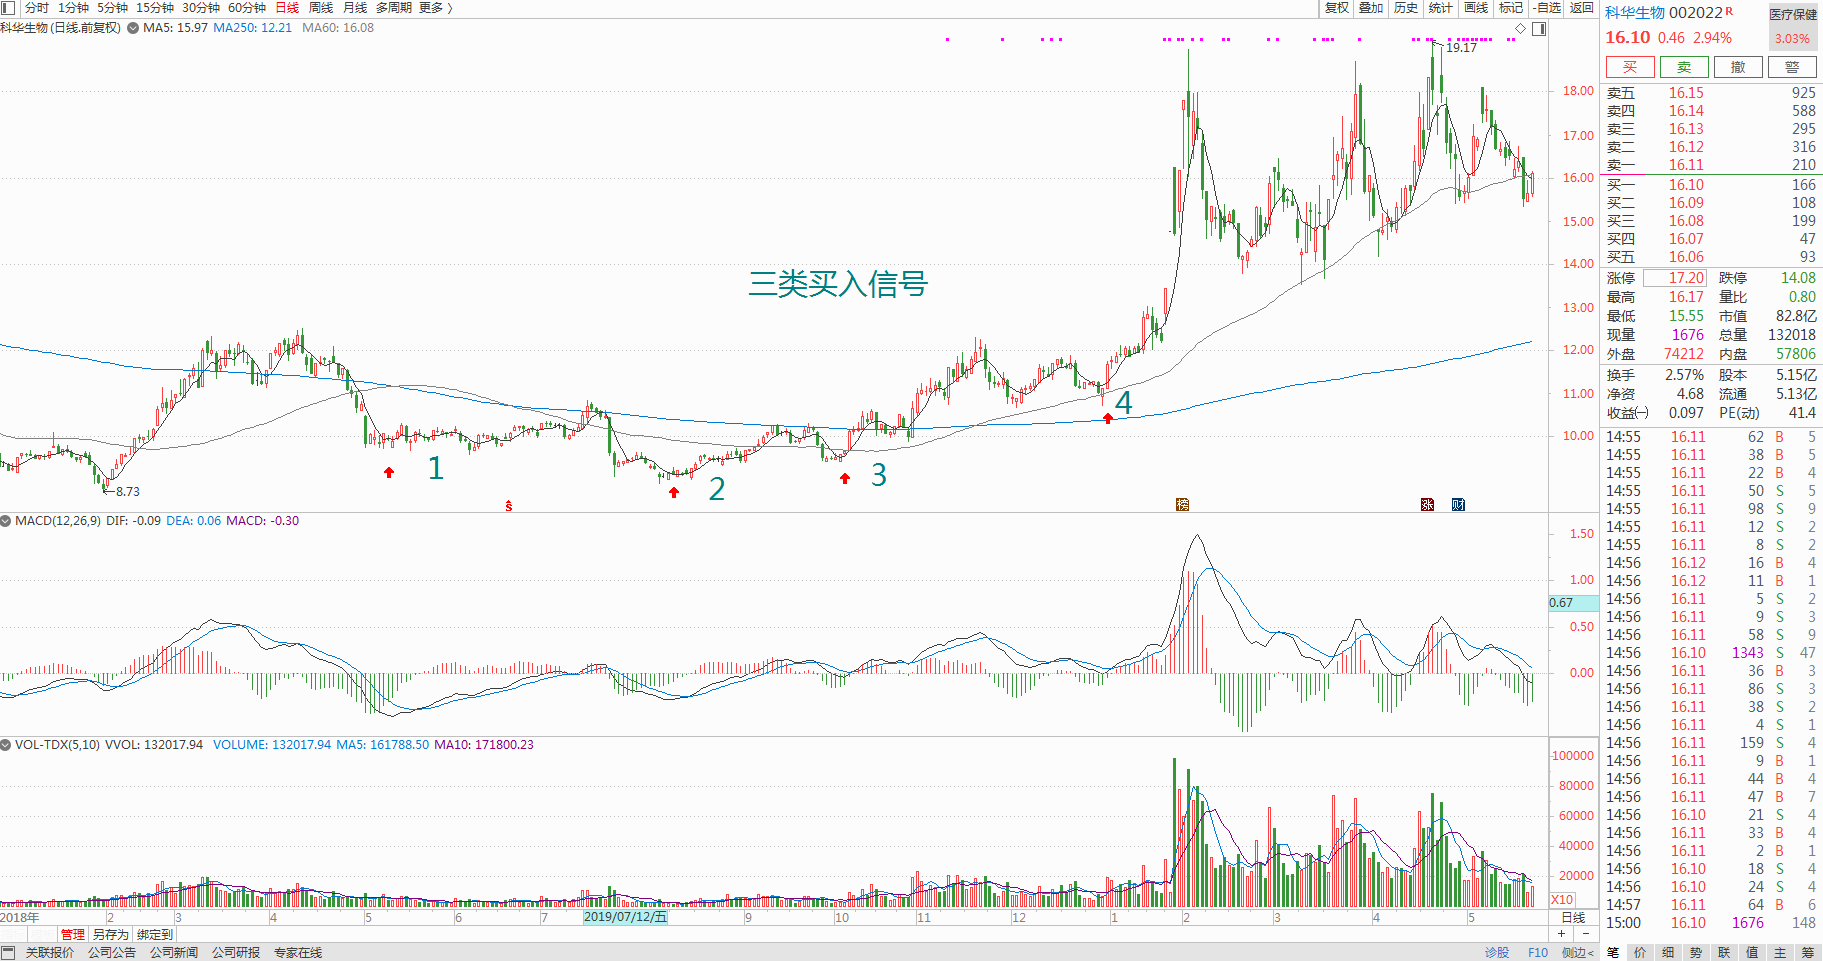 分时 1分钟 5分钟 15分钟 30分钟 60分钟 日线 周线 月线 多周期 更多 〉
复权 叠加 历史 统计 画线 标记 -自选 返回
科华生物(日线.前复权) MA5: 15.97 MA250: 12.21 MA60: 16.08
19.17
18.00
17.00
16.00
15.00
14.00
13.00
12.00
11.00
10.00
三类买入信号
8.73
1
2
3
4
S
榜
涨
财
MACD(12,26,9) DIF: -0.09 DEA: 0.06 MACD: -0.30
1.50
1.00
0.67
0.50
0.00
VOL-TDX(5,10) VVOL: 132017.94 VOLUME: 132017.94 MA5: 161788.50 MA10: 171800.23
100000
80000
60000
40000
20000
X10
2018年 2 3 4 5 6 7 2019/07/12/五 9 10 11 12 1 2 3 4 5 日线
管理 另存为 绑定到
+ −
关联报价 公司公告 公司新闻 公司研报 专家在线
诊股 F10 侧边<
科华生物 002022 R
医疗保健
16.10 0.46 2.94%
3.03%
买 卖 撤 警
卖五 16.15 925
卖四 16.14 588
卖三 16.13 295
卖二 16.12 316
卖一 16.11 210
买一 16.10 166
买二 16.09 108
买三 16.08 199
买四 16.07 47
买五 16.06 93
涨停 17.20 跌停 14.08
最高 16.17 量比 0.80
最低 15.55 市值 82.8亿
现量 1676 总量 132018
外盘 74212 内盘 57806
换手 2.57% 股本 5.15亿
净资 4.68 流通 5.13亿
收益(一) 0.097 PE(动) 41.4
14:55 16.11 62 B 5
14:55 16.11 38 B 5
14:55 16.11 22 B 4
14:55 16.11 50 S 5
14:55 16.11 98 S 9
14:55 16.11 12 S 2
14:55 16.11 8 S 2
14:56 16.12 16 B 4
14:56 16.12 11 B 1
14:56 16.11 5 S 2
14:56 16.11 9 S 3
14:56 16.11 58 S 9
14:56 16.10 1343 S 47
14:56 16.11 36 B 3
14:56 16.11 86 S 3
14:56 16.11 38 S 2
14:56 16.11 4 S 1
14:56 16.11 159 S 4
14:56 16.11 9 B 1
14:56 16.11 44 B 4
14:56 16.11 47 B 7
14:56 16.10 21 S 4
14:56 16.11 33 B 4
14:56 16.11 2 B 1
14:56 16.10 18 S 4
14:56 16.10 24 S 4
14:57 16.11 64 B 6
15:00 16.10 1676 148
笔 价 细 势 联 值 主 筹